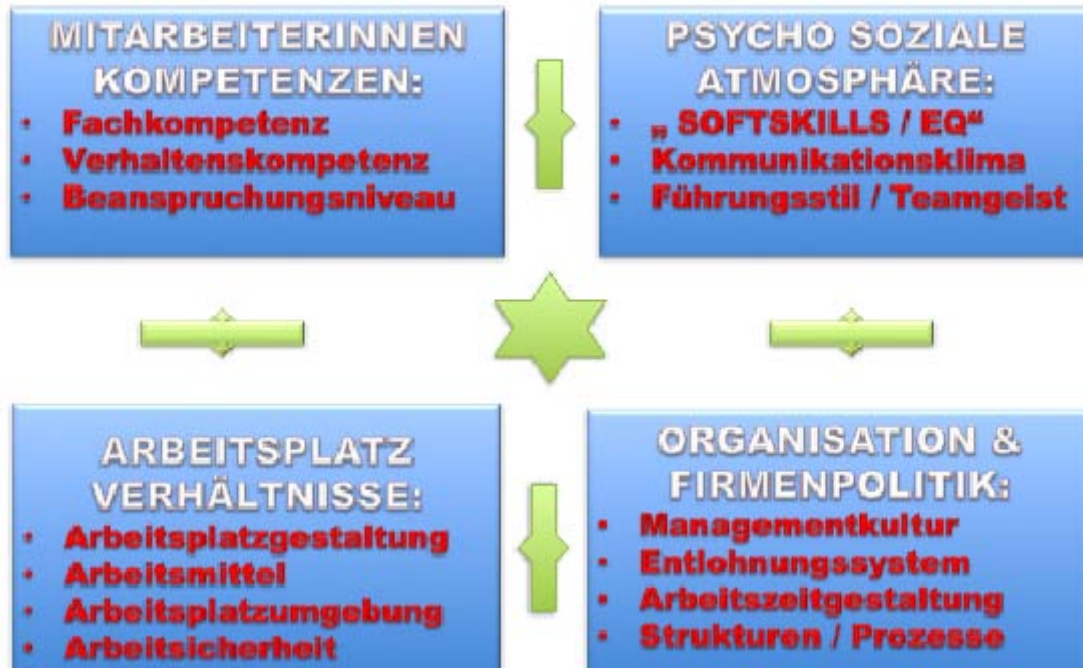 MITARBEITERINNEN
KOMPETENZEN:
• Fachkompetenz
• Verhaltenskompetenz
• Beanspruchungsniveau
PSYCHO SOZIALE
ATMOSPHÄRE:
• „ SOFTSKILLS / EQ“
• Kommunikationsklima
• Führungsstil / Teamgeist
ARBEITSPLATZ
VERHÄLTNISSE:
• Arbeitsplatzgestaltung
• Arbeitsmittel
• Arbeitsplatzumgebung
• Arbeitsicherheit
ORGANISATION &
FIRMENPOLITIK:
• Managementkultur
• Entlohnungssystem
• Arbeitszeitgestaltung
• Strukturen / Prozesse